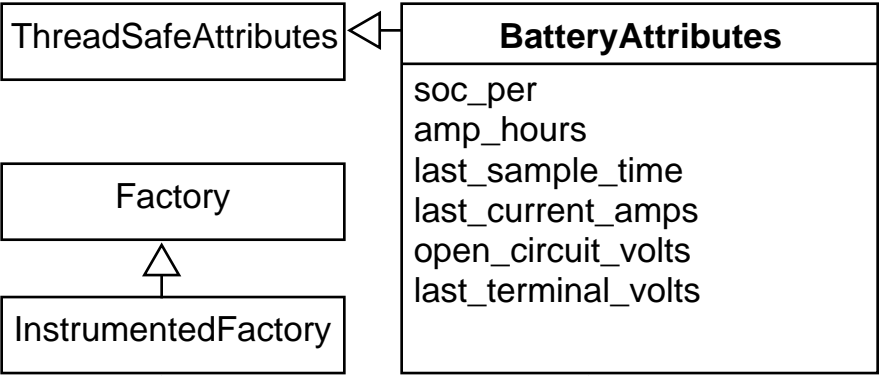 ThreadSafeAttributes
BatteryAttributes
soc_per
amp_hours
last_sample_time
last_current_amps
open_circuit_volts
last_terminal_volts
Factory
InstrumentedFactory